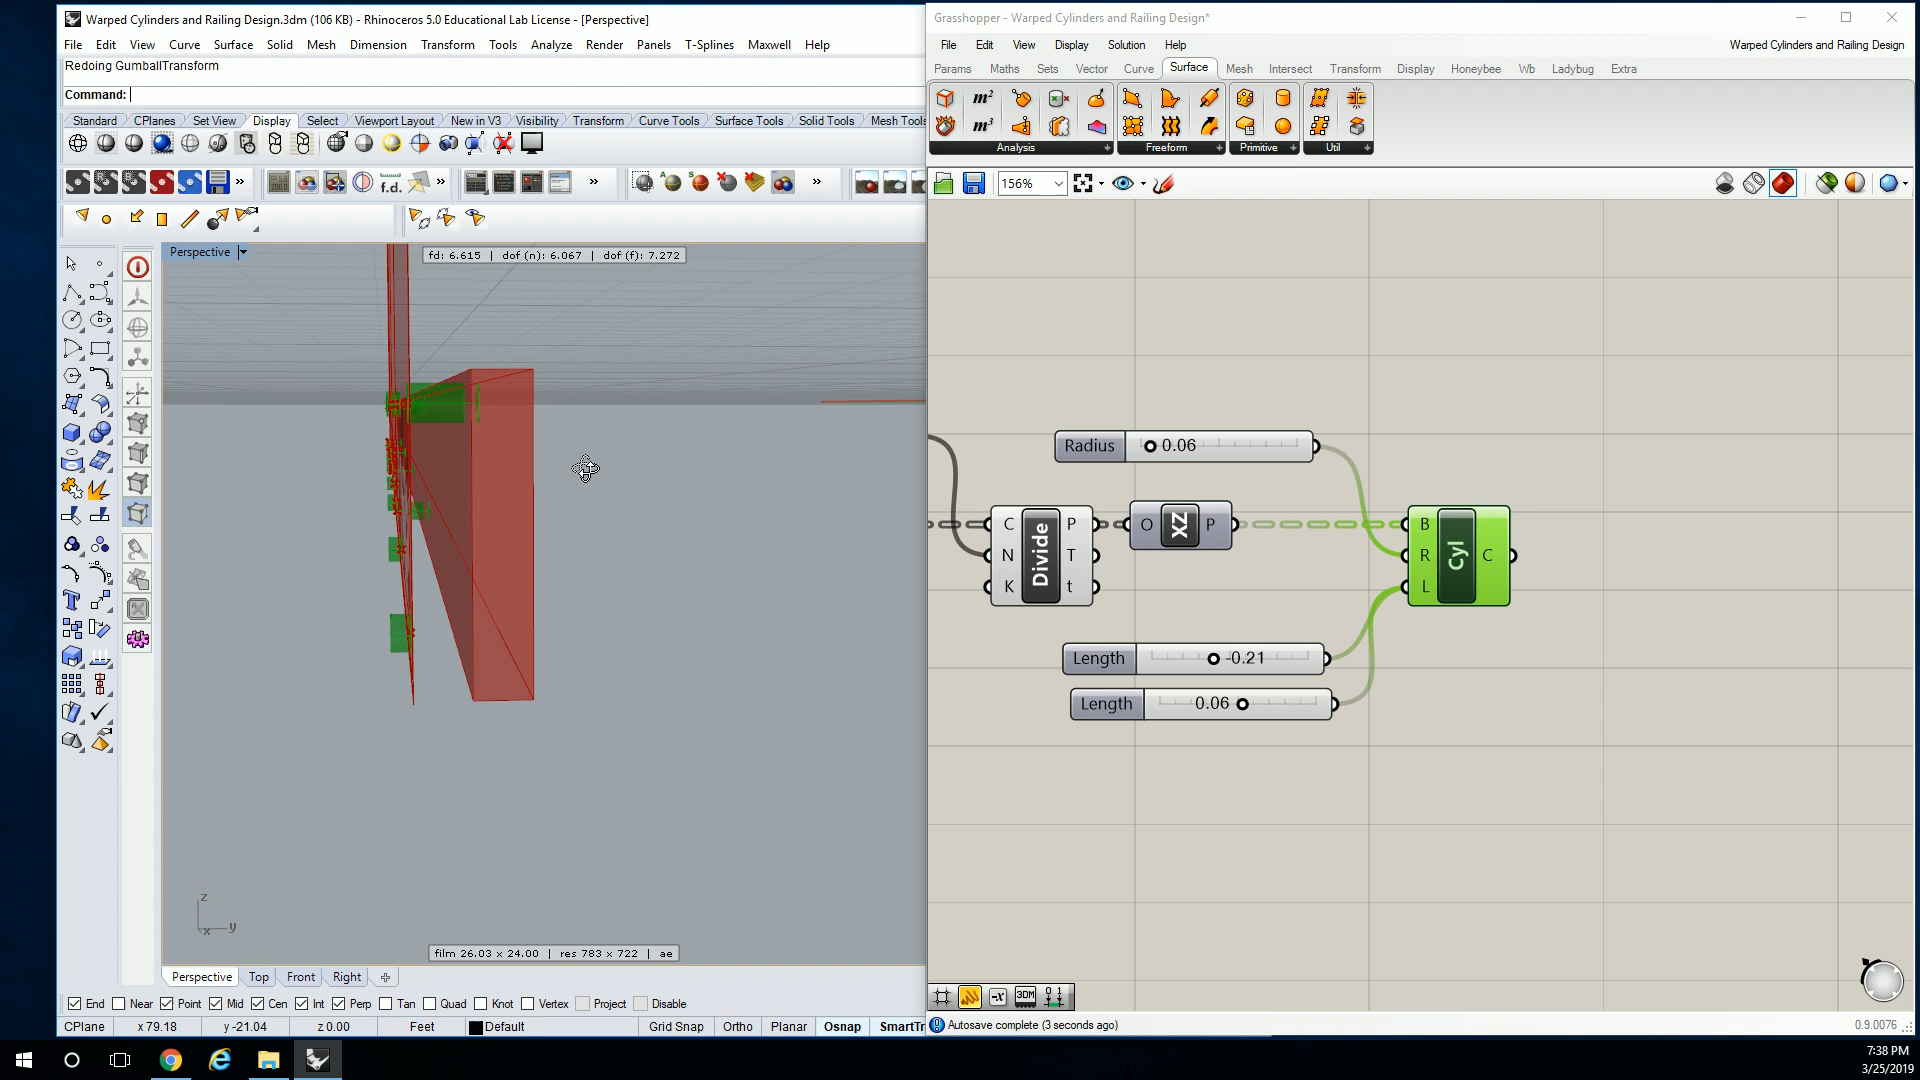 Warped Cylinders and Railing Design.3dm (106 KB) - Rhinoceros 5.0 Educational Lab License - [Perspective]
File Edit View Curve Surface Solid Mesh Dimension Transform Tools Analyze Render Panels T-Splines Maxwell Help
Redoing GumballTransform
Command:
Standard CPlanes Set View Display Select Viewport Layout New in V3 Visibility Transform Curve Tools Surface Tools Solid Tools Mesh Tools
f.d.
Perspective
fd: 6.615 | dof (n): 6.067 | dof (f): 7.272
z
x y
film 26.03 x 24.00 | res 783 x 722 | ae
Perspective Top Front Right
End Near Point Mid Cen Int Perp Tan Quad Knot Vertex Project Disable
CPlane x 79.18 y -21.04 z 0.00 Feet Default Grid Snap Ortho Planar Osnap SmartTr
Grasshopper - Warped Cylinders and Railing Design*
File Edit View Display Solution Help Warped Cylinders and Railing Design
Params Maths Sets Vector Curve Surface Mesh Intersect Transform Display Honeybee Wb Ladybug Extra
m²
m³
Analysis Freeform Primitive Util
156%
Radius 0.06
C N K Divide P T t
O XZ P
B R L Cyl C
Length -0.21
Length 0.06
-x 3DM 0 1
Autosave complete (3 seconds ago) 0.9.0076
7:38 PM
3/25/2019